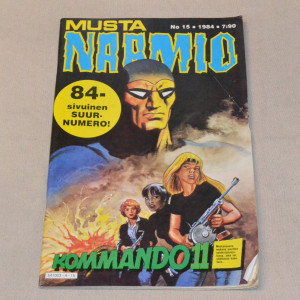 MUSTA
No 15 • 1984 • 7:90
NAAMIO
84-
sivuinen
SUUR-
NUMERO!
KOMMANDO 11